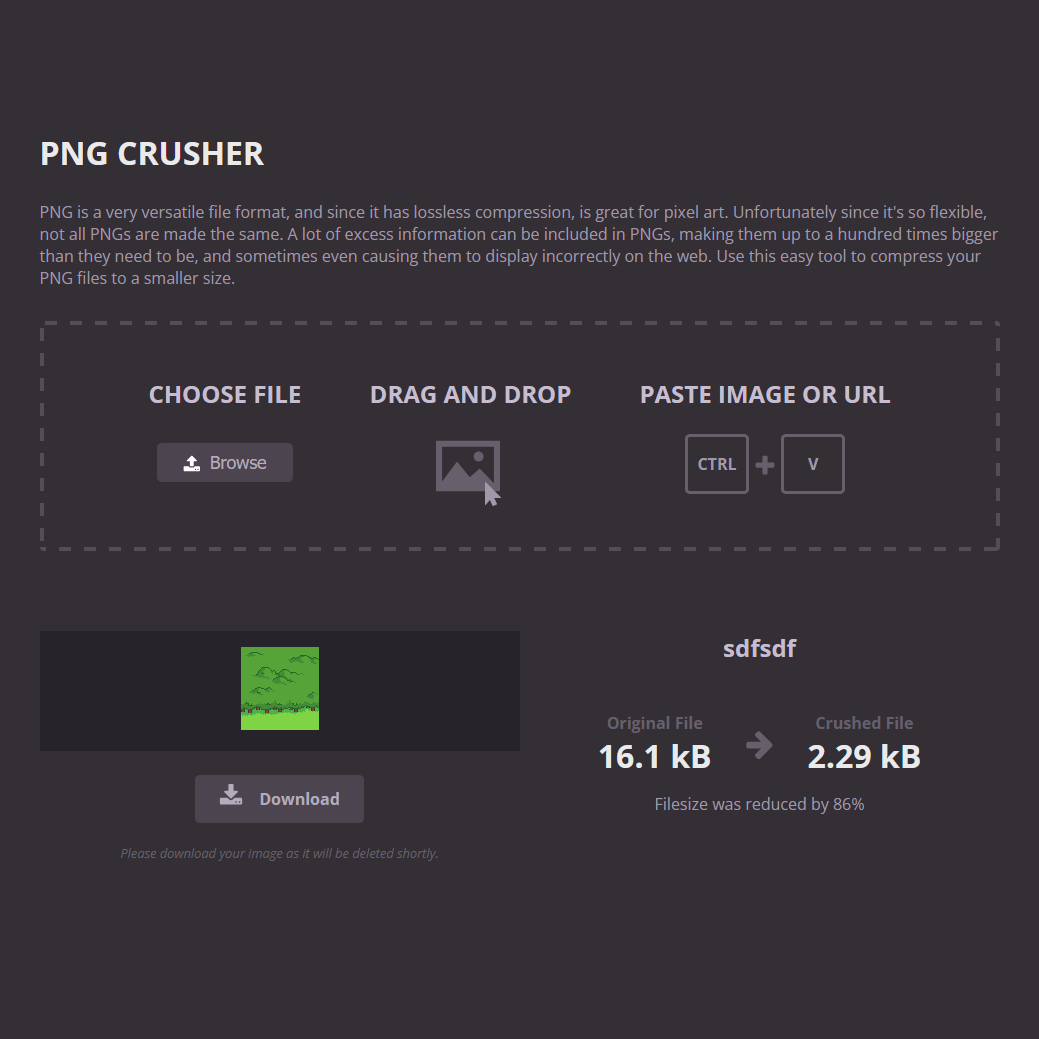 PNG CRUSHER
PNG is a very versatile file format, and since it has lossless compression, is great for pixel art. Unfortunately since it's so flexible,
not all PNGs are made the same. A lot of excess information can be included in PNGs, making them up to a hundred times bigger
than they need to be, and sometimes even causing them to display incorrectly on the web. Use this easy tool to compress your
PNG files to a smaller size.
CHOOSE FILE
Browse
DRAG AND DROP
PASTE IMAGE OR URL
CTRL
V
Download
Please download your image as it will be deleted shortly.
sdfsdf
Original File
16.1 kB
Crushed File
2.29 kB
Filesize was reduced by 86%